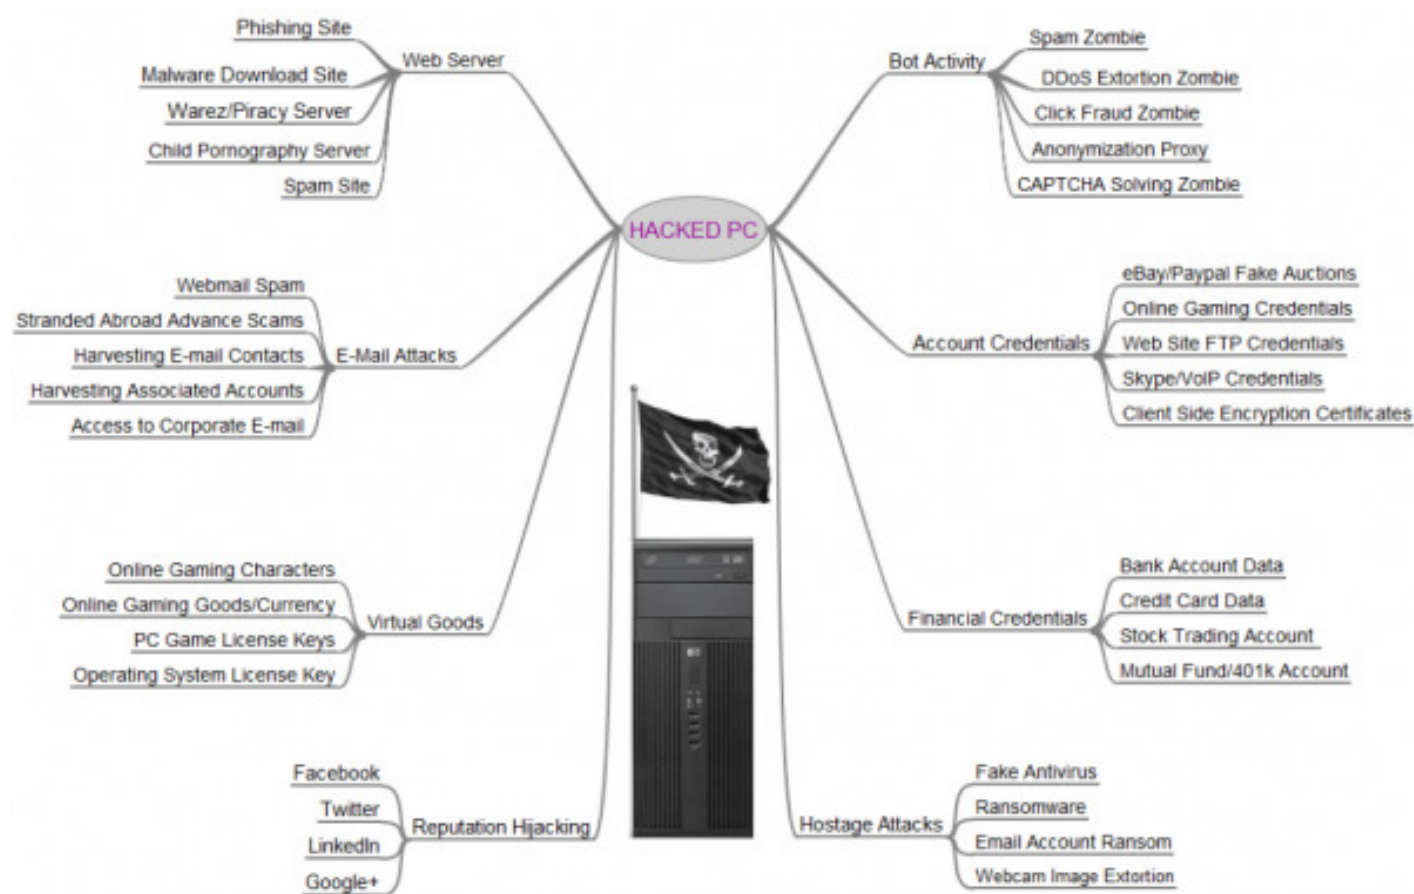 Phishing Site
Malware Download Site
Warez/Piracy Server
Child Pornography Server
Spam Site
Web Server
Webmail Spam
Stranded Abroad Advance Scams
Harvesting E-mail Contacts
Harvesting Associated Accounts
Access to Corporate E-mail
E-Mail Attacks
Online Gaming Characters
Online Gaming Goods/Currency
PC Game License Keys
Operating System License Key
Virtual Goods
Facebook
Twitter
LinkedIn
Google+
Reputation Hijacking
HACKED PC
Bot Activity
Spam Zombie
DDoS Extortion Zombie
Click Fraud Zombie
Anonymization Proxy
CAPTCHA Solving Zombie
Account Credentials
eBay/Paypal Fake Auctions
Online Gaming Credentials
Web Site FTP Credentials
Skype/VoIP Credentials
Client Side Encryption Certificates
Financial Credentials
Bank Account Data
Credit Card Data
Stock Trading Account
Mutual Fund/401k Account
Hostage Attacks
Fake Antivirus
Ransomware
Email Account Ransom
Webcam Image Extortion